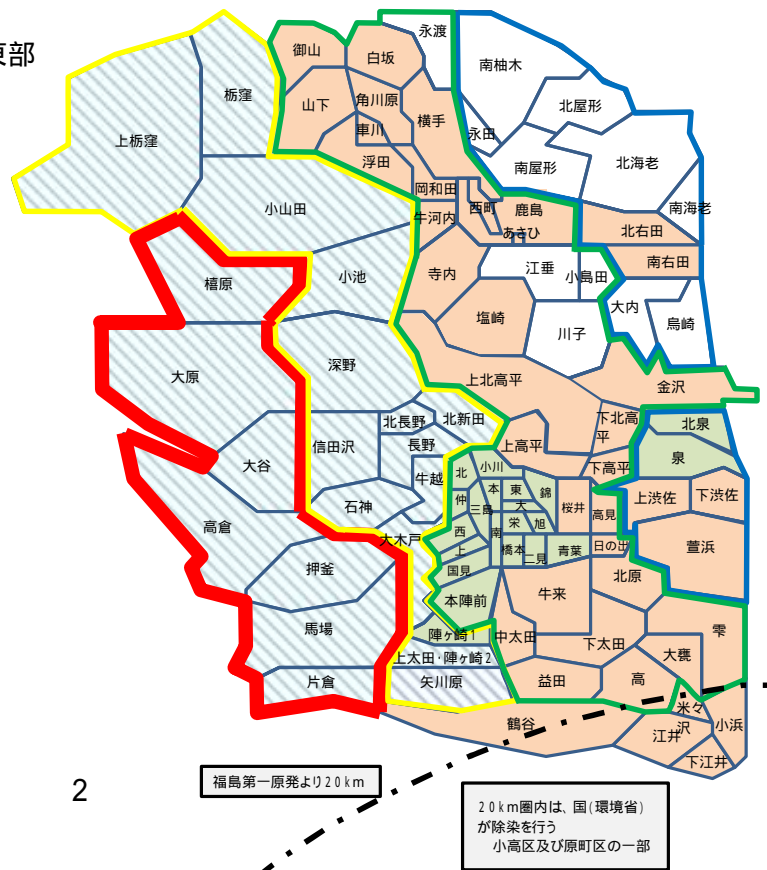 東部
永渡
御山
白坂
南柚木
栃窪
角川原
北屋形
山下
横手
上栃窪
車川
永田
浮田
南屋形
北海老
岡和田
小山田
西町
鹿島
南海老
牛河内
あさひ
北右田
小池
寺内
江垂
小島田
南右田
橲原
大内
塩崎
川子
烏崎
深野
大原
上北高平
金沢
北長野
北新田
下北高平
北泉
信田沢
長野
上高平
大谷
泉
牛越
北
小川
下高平
石神
仲
本
東
錦
桜井
上渋佐
下渋佐
三島
大
高見
高倉
西
南
栄
旭
大木戸
上
橋本
二見
青葉
日の出
萱浜
押釜
国見
北原
本陣前
牛来
馬場
陣ヶ崎1
中太田
下太田
雫
上太田・陣ヶ崎2
大甕
片倉
矢川原
益田
高
米々沢
鶴谷
江井
小浜
下江井
福島第一原発より20km
2
20km圏内は、国(環境省)
が除染を行う
小高区及び原町区の一部